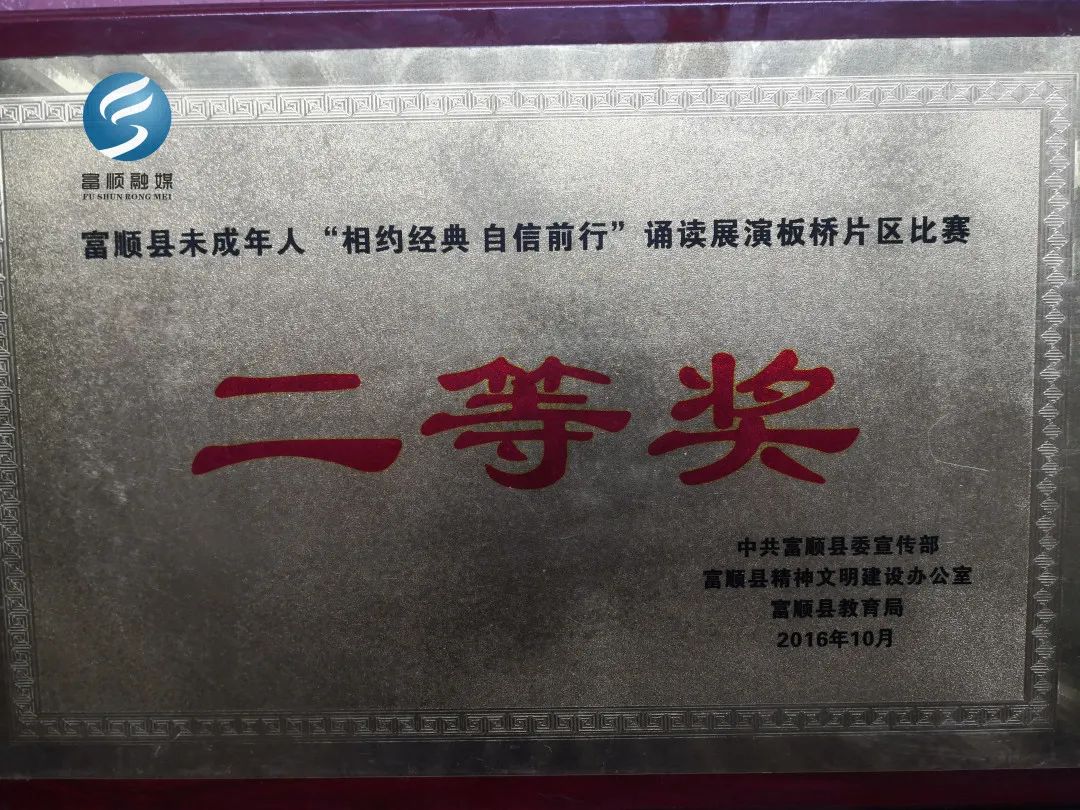 富顺融媒
FU SHUN RONG MEI
富顺县未成年人“相约经典 自信前行”诵读展演板桥片区比赛
二等奖
中共富顺县委宣传部
富顺县精神文明建设办公室
富顺县教育局
2016年10月